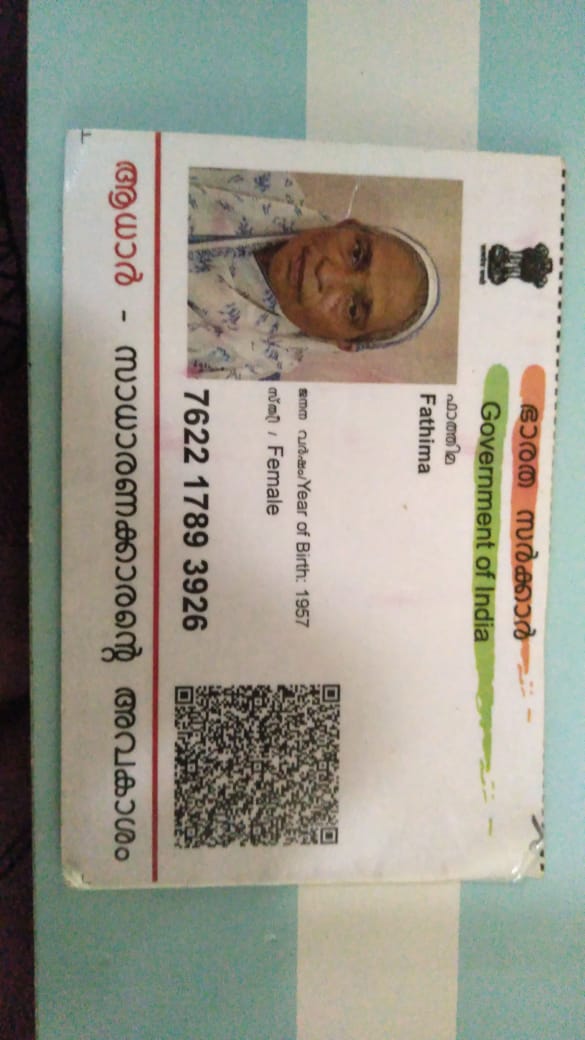 ഭാരത സർക്കാർ
Government of India
ഫാത്തിമ
Fathima
ജനന വർഷം/Year of Birth: 1957
സ്ത്രീ / Female
7622 1789 3926
ആധാർ - സാധാരണക്കാരന്റെ അവകാശം